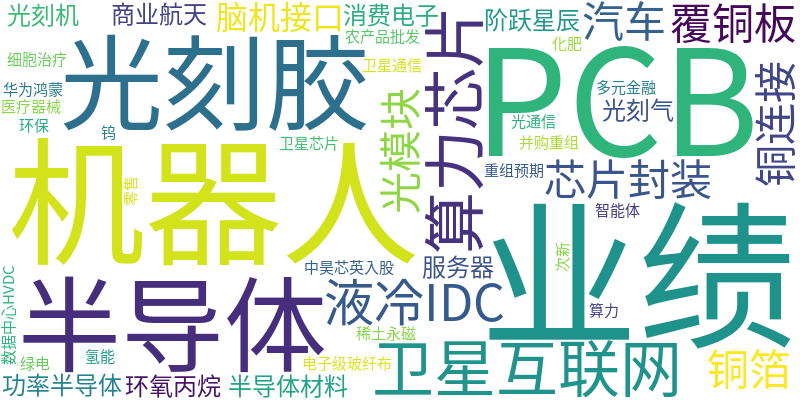 光刻机
商业航天
脑机接口
消费电子
阶跃星辰
汽车
覆铜板
细胞治疗
农产品批发
化肥
华为鸿蒙
光刻胶
卫星通信
算力芯片
PCB
多元金融
铜连接
医疗器械
光模块
光刻气
环保
钨
光通信
卫星芯片
并购重组
机器人
重组预期
芯片封装
零售
智能体
业绩
中昊芯英入股
服务器
次新
数据中心HVDC
半导体
液冷IDC
算力
稀土永磁
绿电
氢能
电子级玻纤布
卫星互联网
铜箔
功率半导体
环氧丙烷
半导体材料